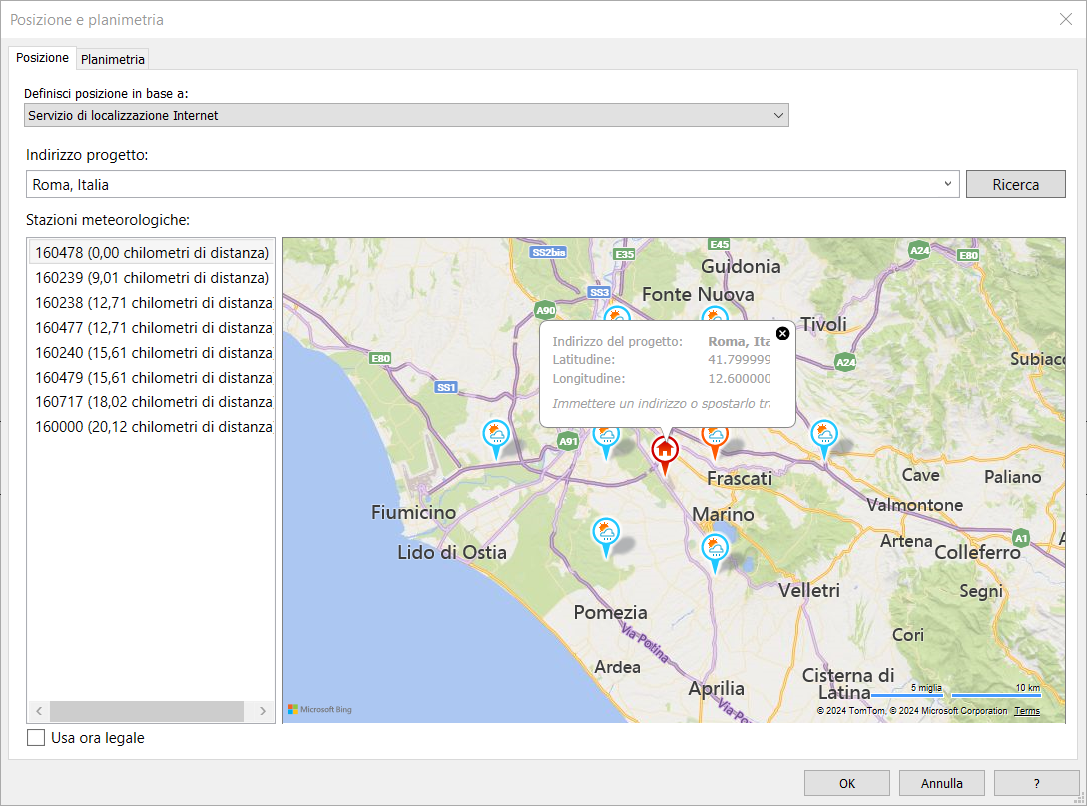 Posizione e planimetria
Posizione
Planimetria
Definisci posizione in base a:
Servizio di localizzazione Internet
Indirizzo progetto:
Roma, Italia
Ricerca
Stazioni meteorologiche:
160478 (0,00 chilometri di distanza)
160239 (9,01 chilometri di distanza)
160238 (12,71 chilometri di distanza
160477 (12,71 chilometri di distanza
160240 (15,61 chilometri di distanza
160479 (15,61 chilometri di distanza
160717 (18,02 chilometri di distanza
160000 (20,12 chilometri di distanza
SS2bis
E35
E45
A24
E80
Guidonia
SS3
Fonte Nuova
A90
Tivoli
Indirizzo del progetto: Roma, Ita
Latitudine: 41.799999
Longitudine: 12.600000
Immettere un indirizzo o spostarlo tr
E80
A24
Subiaco
SS1
A91
Frascati
Cave
Paliano
Fiumicino
Marino
Valmontone
Lido di Ostia
Artena
A1
Colleferro
Velletri
Segni
Pomezia
Via Pontina
Cori
Ardea
Cisterna di
Latina
Aprilia
Via Po
5 miglia
10 km
Microsoft Bing
© 2024 TomTom, © 2024 Microsoft Corporation Terms
Usa ora legale
OK
Annulla
?